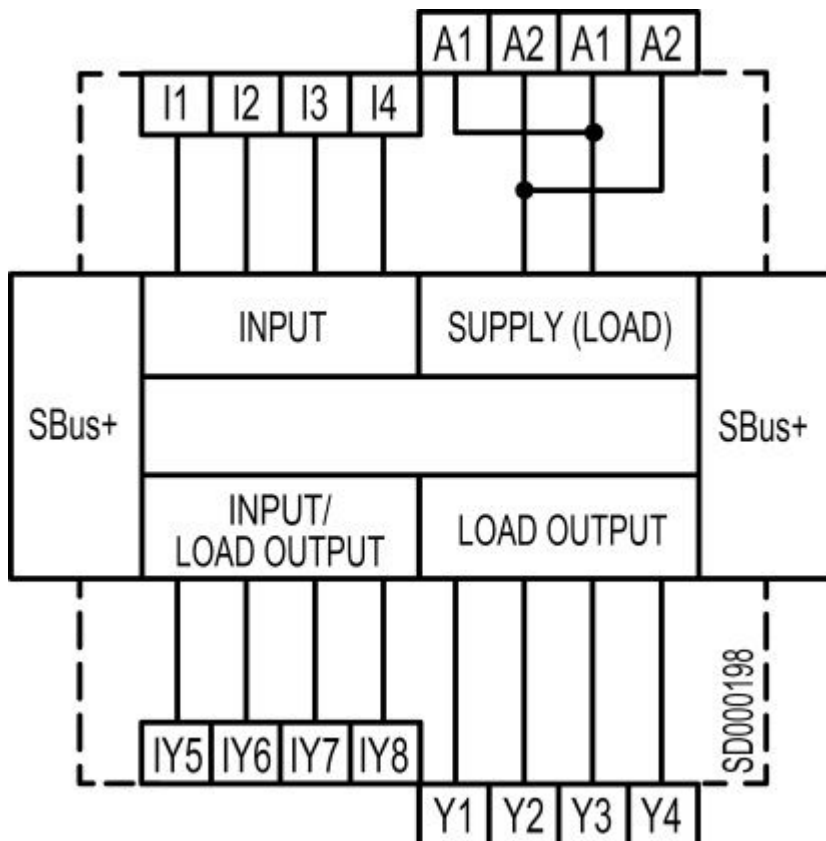 A1 A2 A1 A2
I1 I2 I3 I4
INPUT
SUPPLY (LOAD)
SBus+
SBus+
INPUT/
LOAD OUTPUT
LOAD OUTPUT
SD000198
IY5 IY6 IY7 IY8
Y1 Y2 Y3 Y4